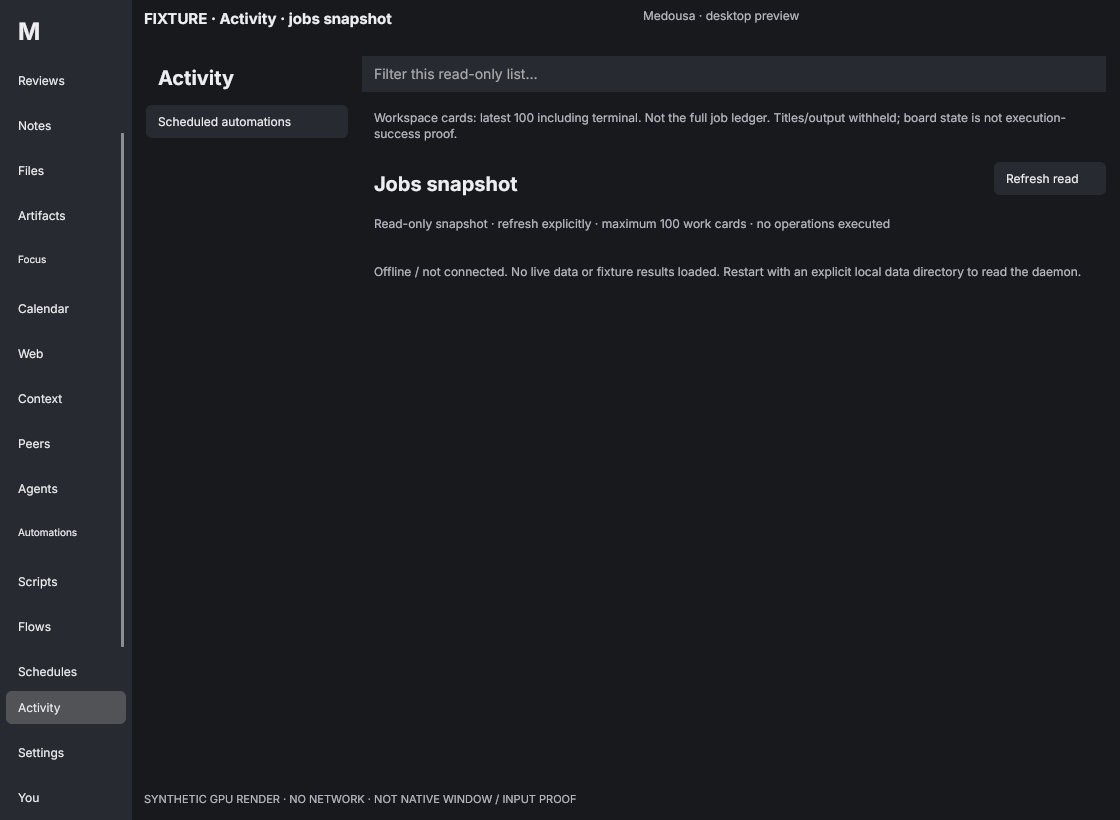 M
Reviews
Notes
Files
Artifacts
Focus
Calendar
Web
Context
Peers
Agents
Automations
Scripts
Flows
Schedules
Activity
Settings
You
FIXTURE · Activity · jobs snapshot
Medousa · desktop preview
Activity
Scheduled automations
Filter this read-only list...
Workspace cards: latest 100 including terminal. Not the full job ledger. Titles/output withheld; board state is not execution-
success proof.
Jobs snapshot
Refresh read
Read-only snapshot · refresh explicitly · maximum 100 work cards · no operations executed
Offline / not connected. No live data or fixture results loaded. Restart with an explicit local data directory to read the daemon.
SYNTHETIC GPU RENDER · NO NETWORK · NOT NATIVE WINDOW / INPUT PROOF